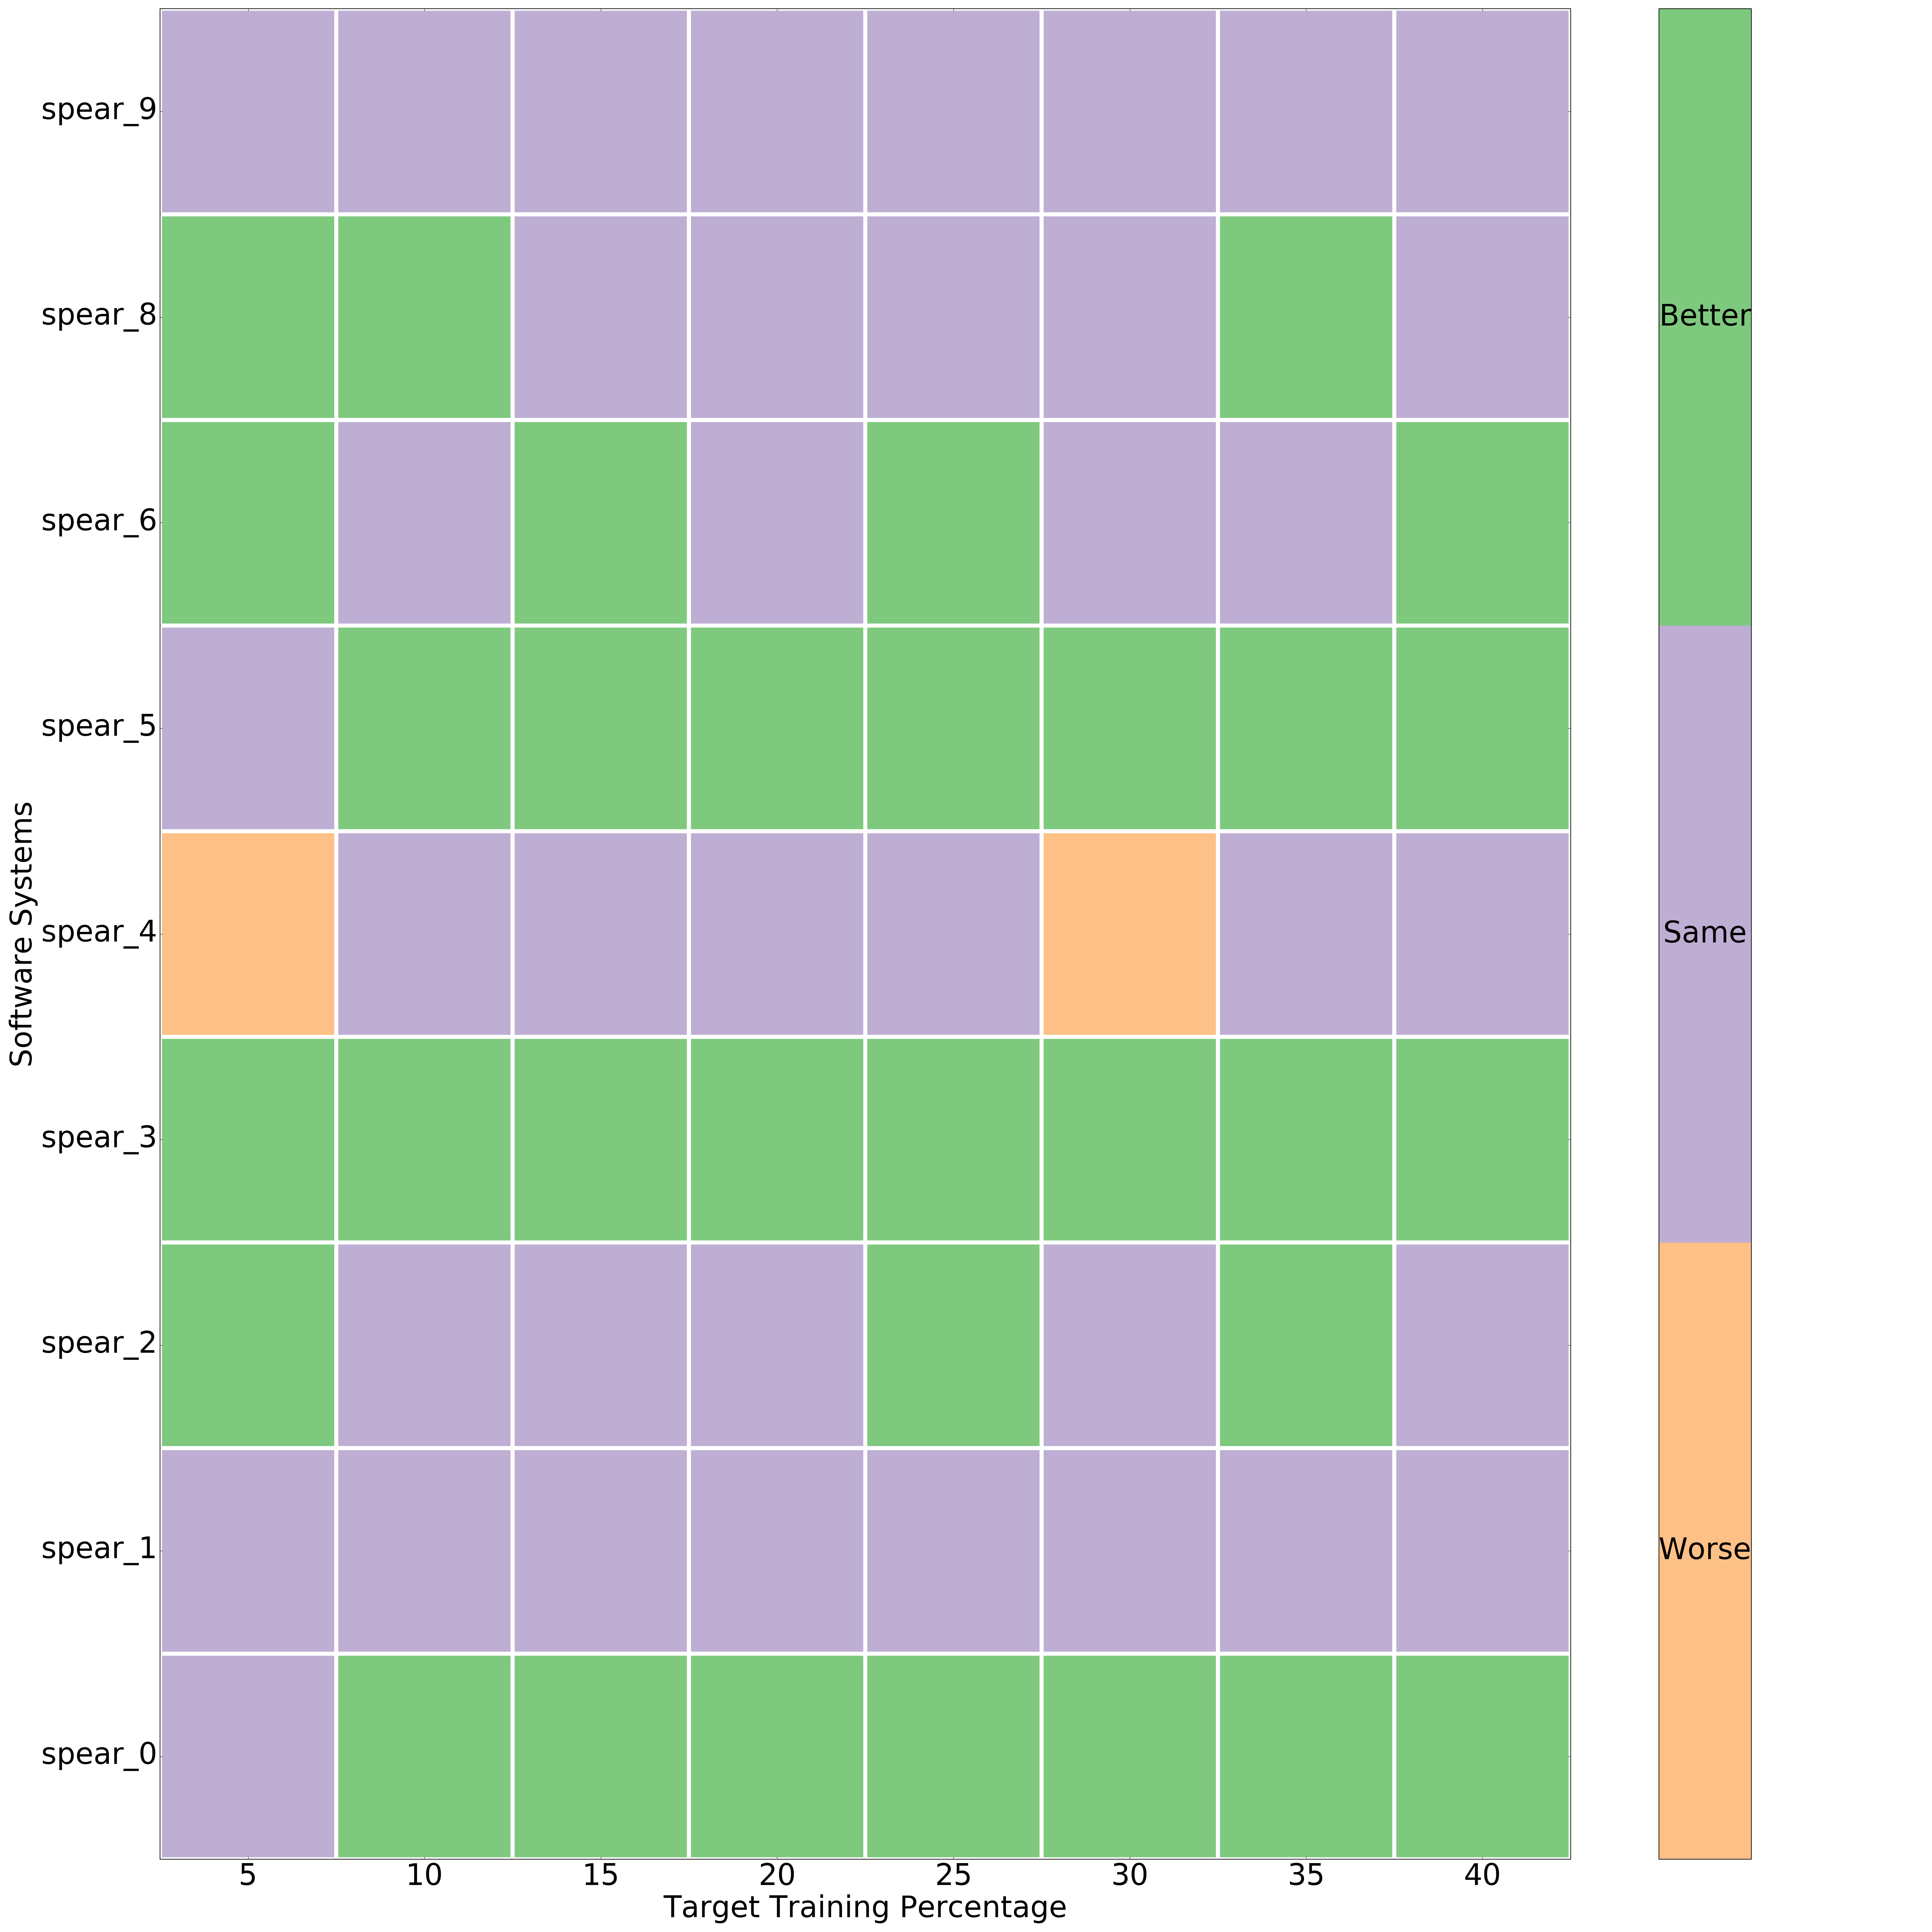 spear_9
spear_8
spear_6
spear_5
spear_4
spear_3
spear_2
spear_1
spear_0
Software Systems
5 10 15 20 25 30 35 40
Target Training Percentage
Better
Same
Worse